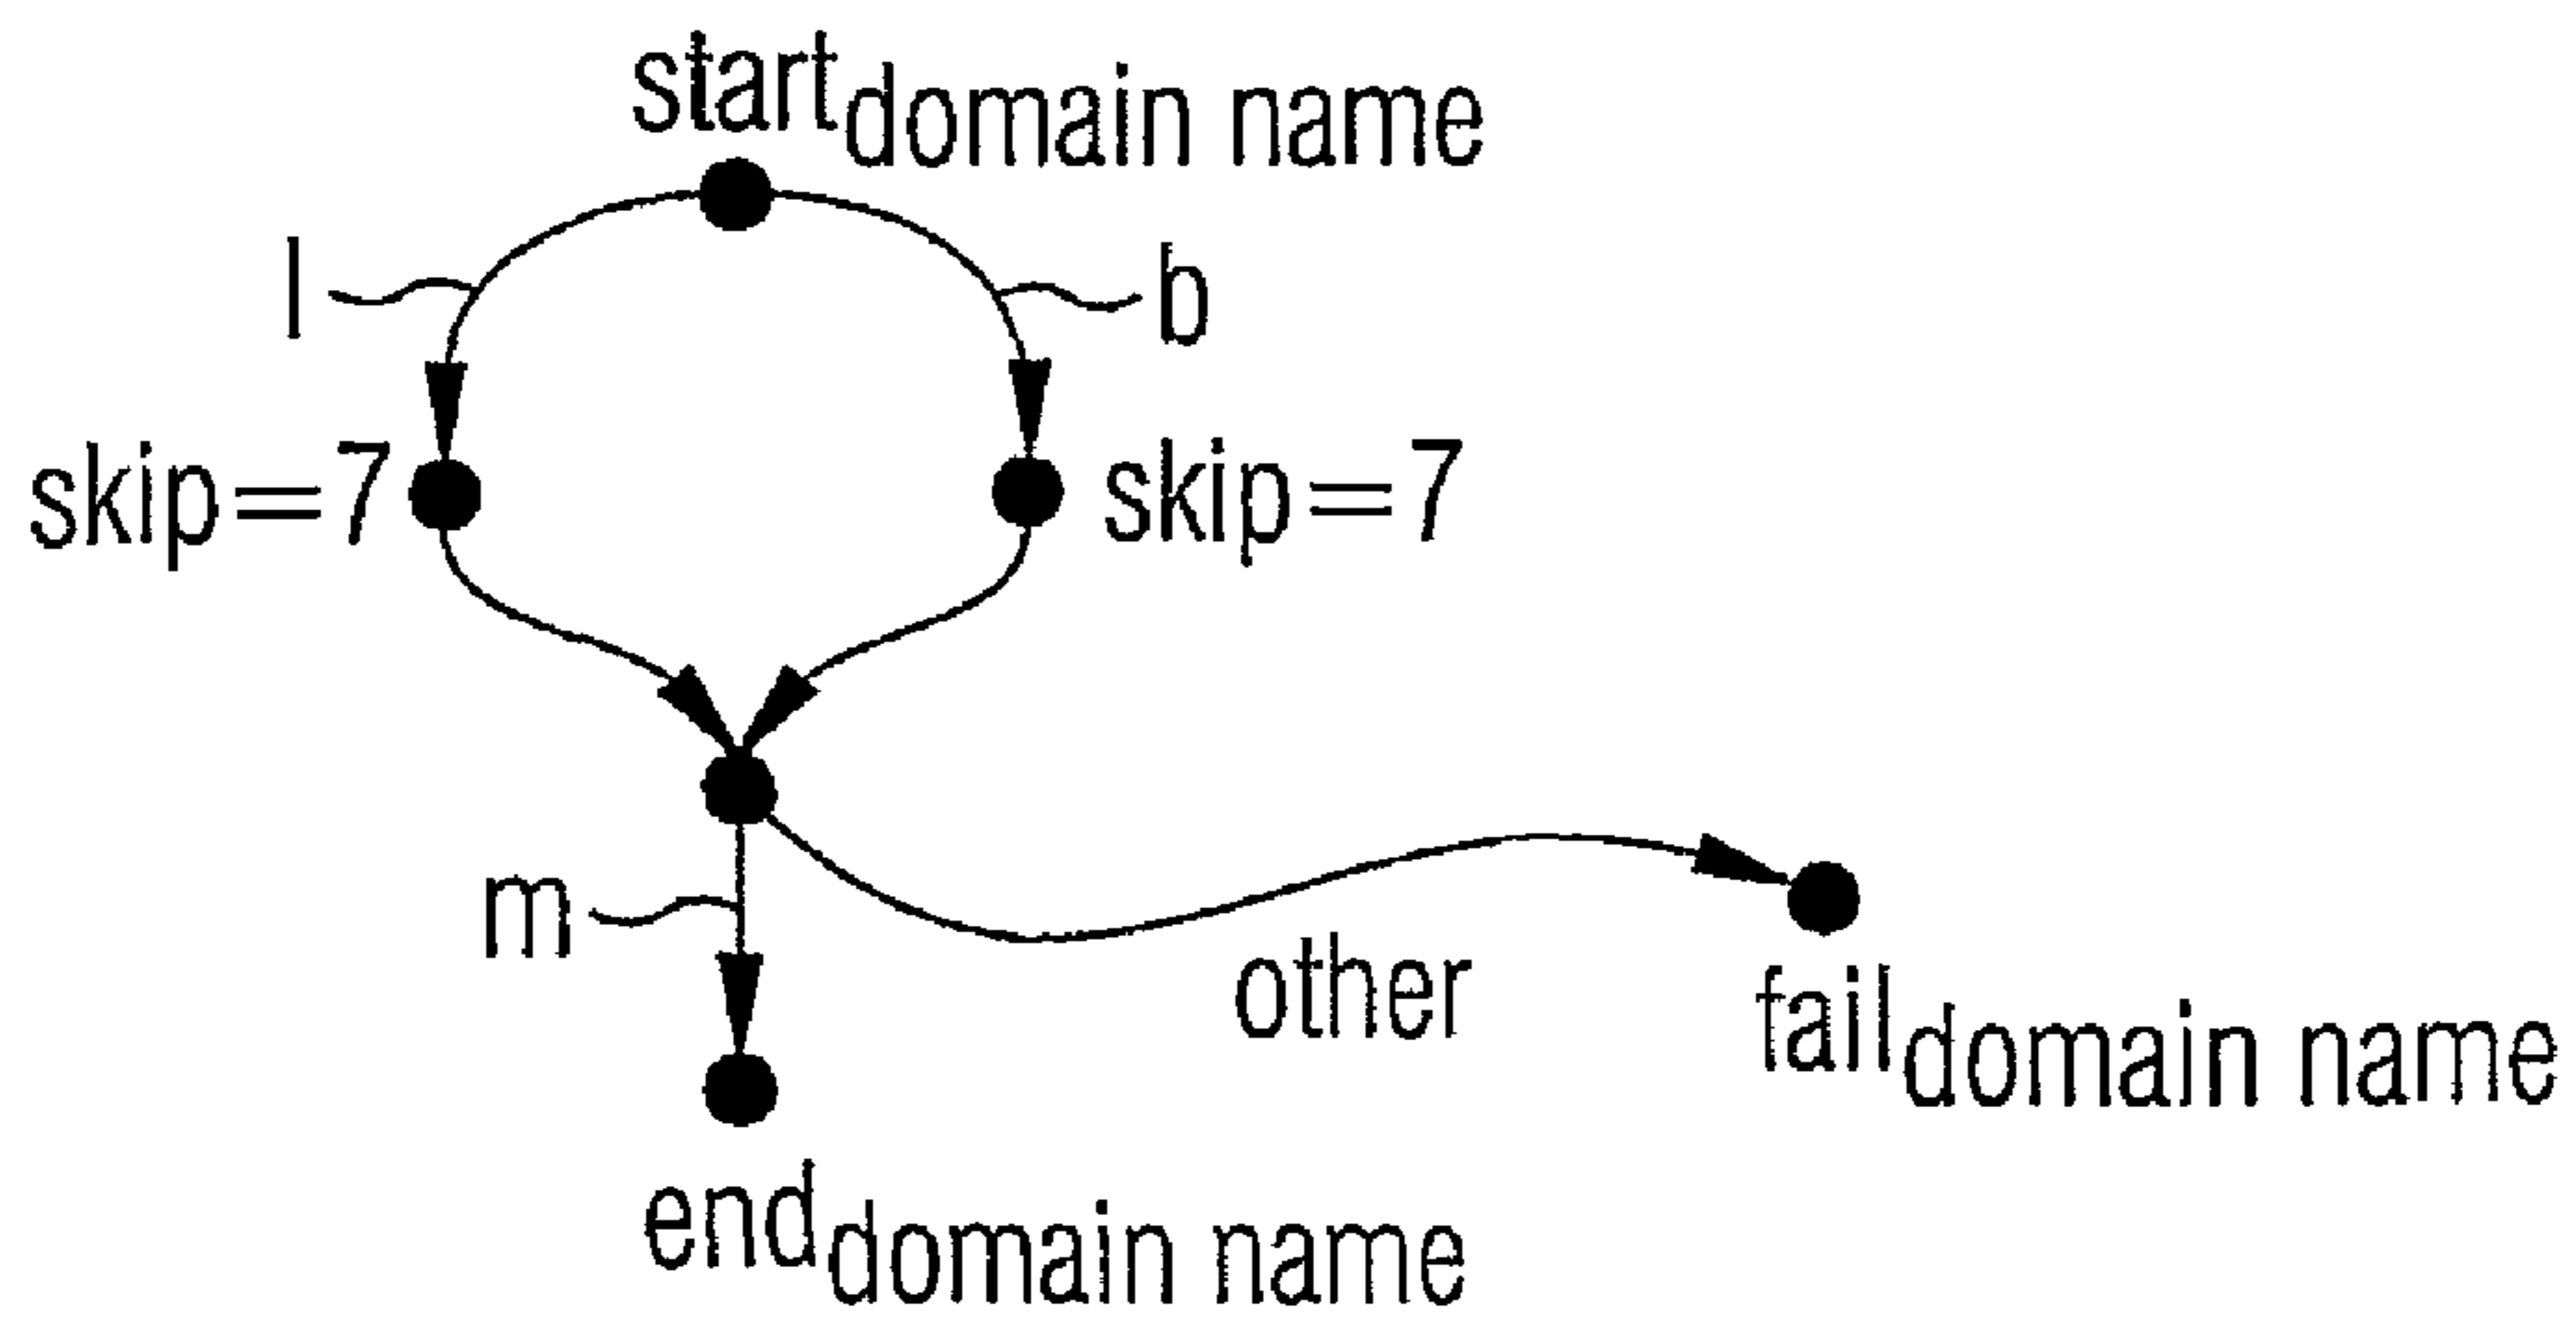 start domain name
l b
skip=7 skip=7
m
other
fail domain name
end domain name